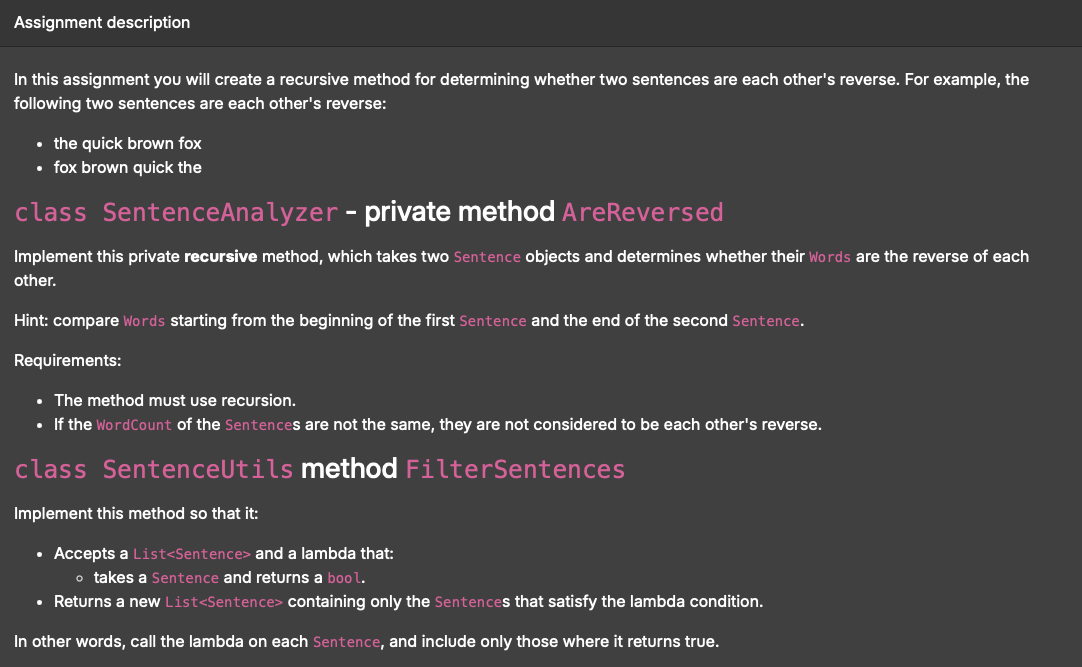 Assignment description
In this assignment you will create a recursive method for determining whether two sentences are each other's reverse. For example, the
following two sentences are each other's reverse:
• the quick brown fox
• fox brown quick the
class SentenceAnalyzer - private method AreReversed
Implement this private recursive method, which takes two Sentence objects and determines whether their Words are the reverse of each
other.
Hint: compare Words starting from the beginning of the first Sentence and the end of the second Sentence.
Requirements:
• The method must use recursion.
• If the WordCount of the Sentences are not the same, they are not considered to be each other's reverse.
class SentenceUtils method FilterSentences
Implement this method so that it:
• Accepts a List<Sentence> and a lambda that:
◦ takes a Sentence and returns a bool.
• Returns a new List<Sentence> containing only the Sentences that satisfy the lambda condition.
In other words, call the lambda on each Sentence, and include only those where it returns true.